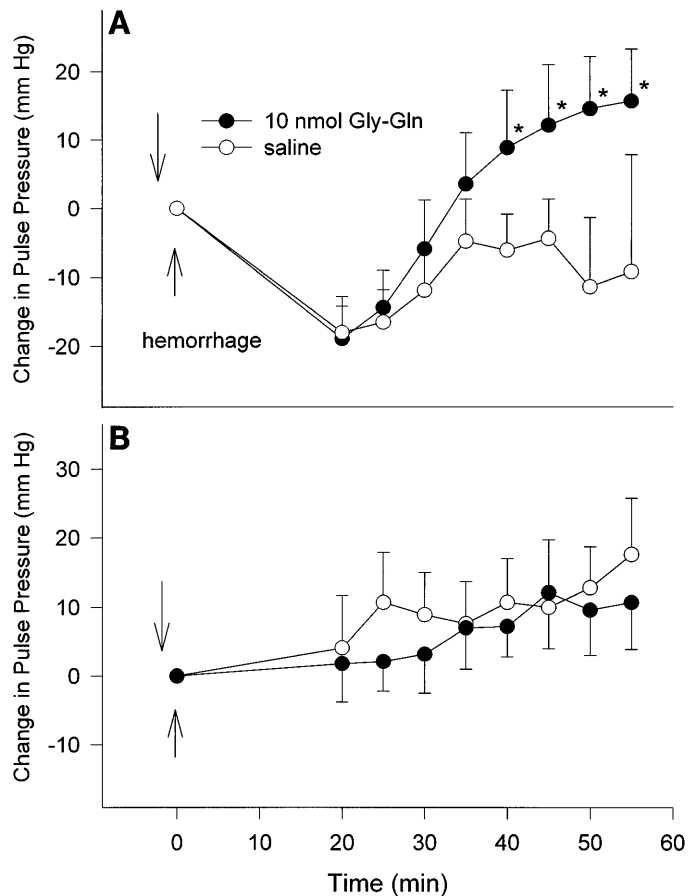 A
Change in Pulse Pressure (mm Hg)
20
10
0
-10
-20
10 nmol Gly-Gln
saline
*
*
*
*
hemorrhage
B
Change in Pulse Pressure (mm Hg)
30
20
10
0
-10
0
10
20
30
40
50
60
Time (min)